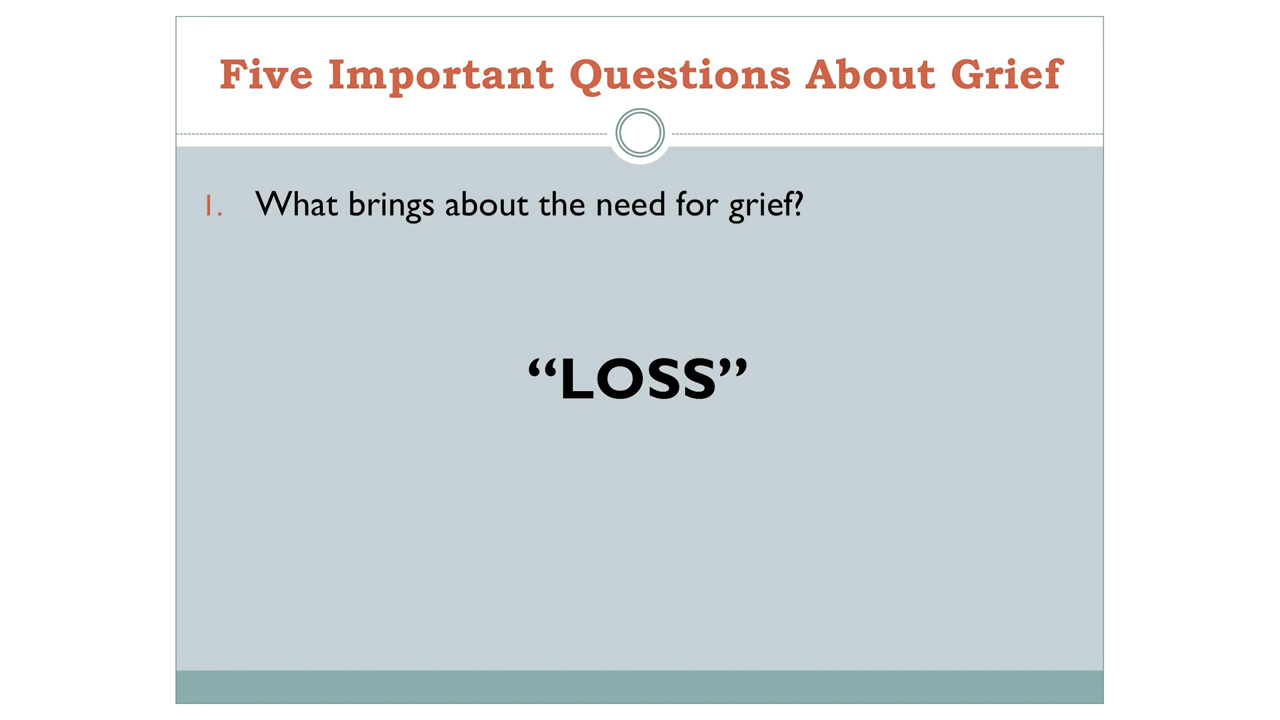 Five Important Questions About Grief
1. What brings about the need for grief?
“LOSS”